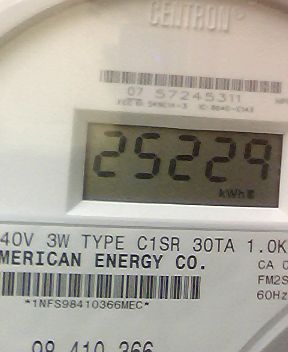 CENTRON®
07 57245311
25229
kWh
40V 3W TYPE C1SR 30TA 1.0K
MERICAN ENERGY CO.
CA 0
FM2S
60Hz
*1NFS98410366MEC*
98 410 366